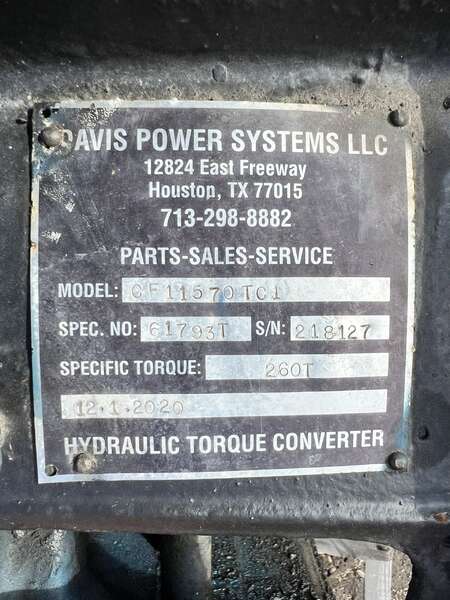 DAVIS POWER SYSTEMS LLC
12824 East Freeway
Houston, TX 77015
713-298-8882
PARTS-SALES-SERVICE
MODEL: CF11570TC1
SPEC. NO: 61793T S/N: 218127
SPECIFIC TORQUE: 260T
12.1.2020
HYDRAULIC TORQUE CONVERTER